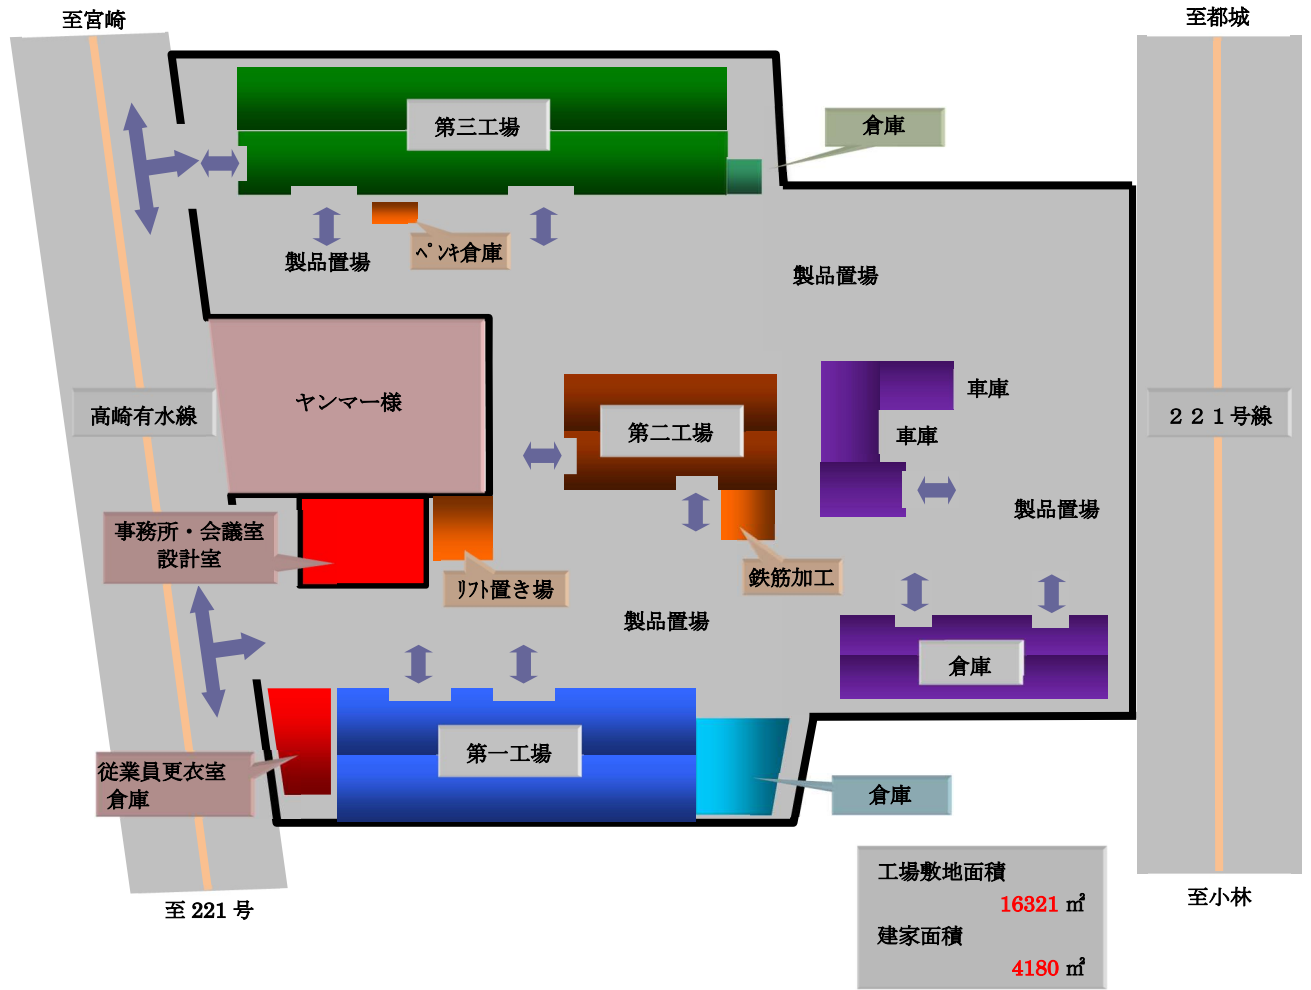 至宮崎
至都城
第三工場
倉庫
ﾍﾟﾝｷ倉庫
製品置場
製品置場
ヤンマー様
高崎有水線
第二工場
車庫
車庫
２２１号線
製品置場
事務所・会議室
設計室
ﾘﾌﾄ置き場
鉄筋加工
製品置場
倉庫
第一工場
従業員更衣室
倉庫
倉庫
工場敷地面積
16321 ㎡
建家面積
4180 ㎡
至小林
至 221 号